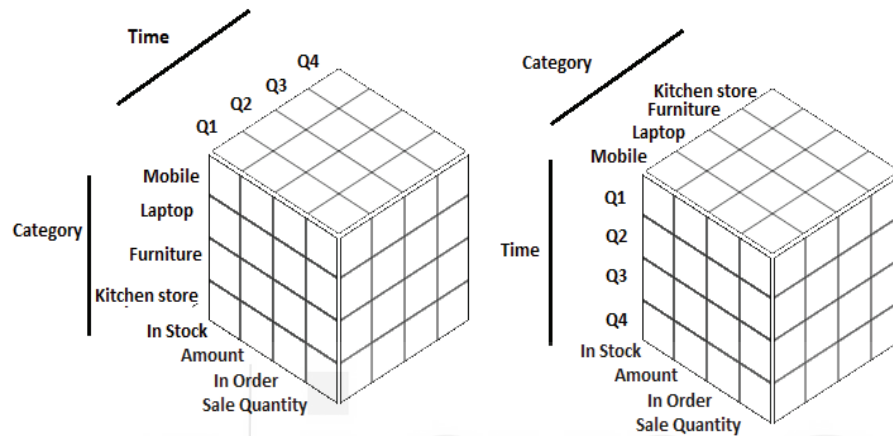 Time
Q4
Q3
Q2
Q1
Mobile
Laptop
Category
Furniture
Kitchen store
In Stock
Amount
In Order
Sale Quantity
Category
Kitchen store
Furniture
Laptop
Mobile
Q1
Q2
Time
Q3
Q4
In Stock
Amount
In Order
Sale Quantity